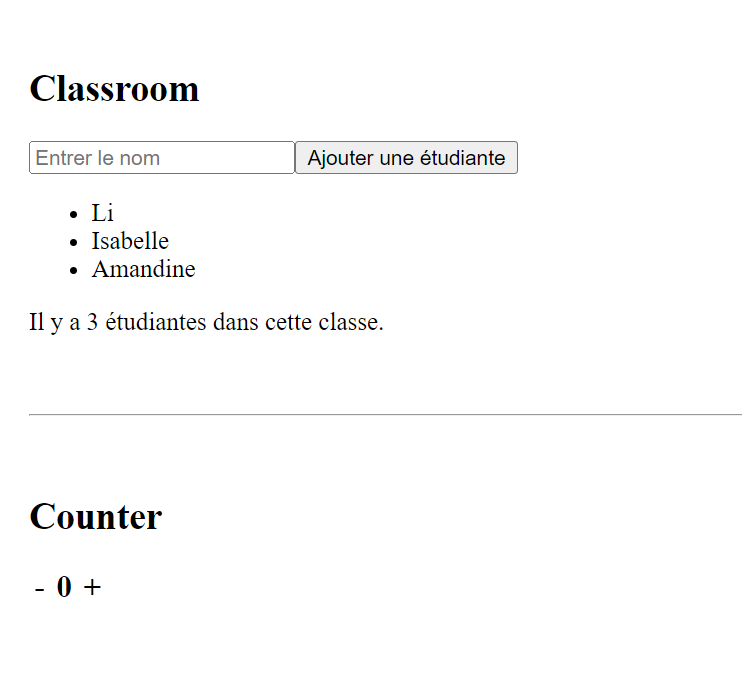 Classroom
Entrer le nom Ajouter une étudiante
Li
Isabelle
Amandine
Il y a 3 étudiantes dans cette classe.
Counter
- 0 +